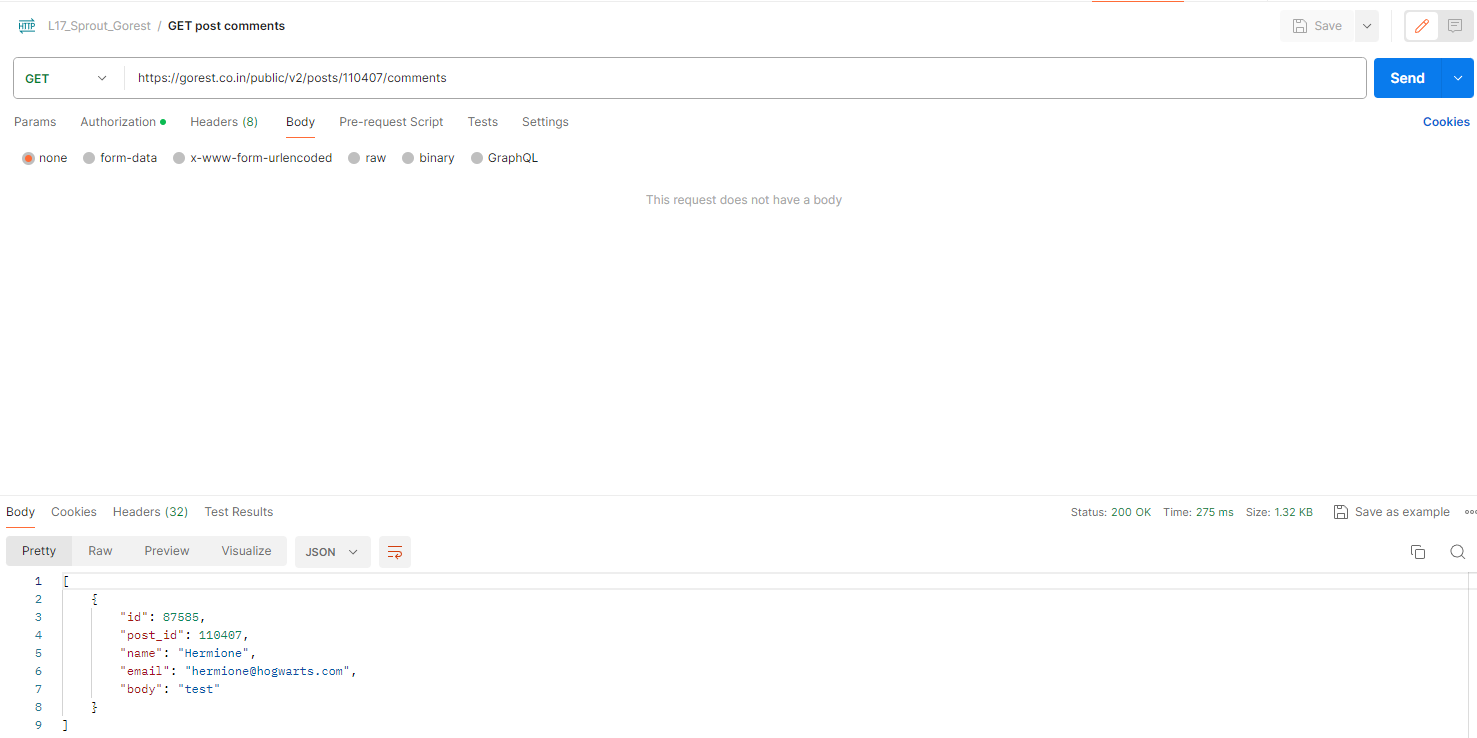 HTTP L17_Sprout_Gorest / GET post comments Save
GET https://gorest.co.in/public/v2/posts/110407/comments Send
Params Authorization Headers (8) Body Pre-request Script Tests Settings Cookies
none form-data x-www-form-urlencoded raw binary GraphQL
This request does not have a body
Body Cookies Headers (32) Test Results Status: 200 OK Time: 275 ms Size: 1.32 KB Save as example
Pretty Raw Preview Visualize JSON
1 [
2 {
3 "id": 87585,
4 "post_id": 110407,
5 "name": "Hermione",
6 "email": "hermione@hogwarts.com",
7 "body": "test"
8 }
9 ]